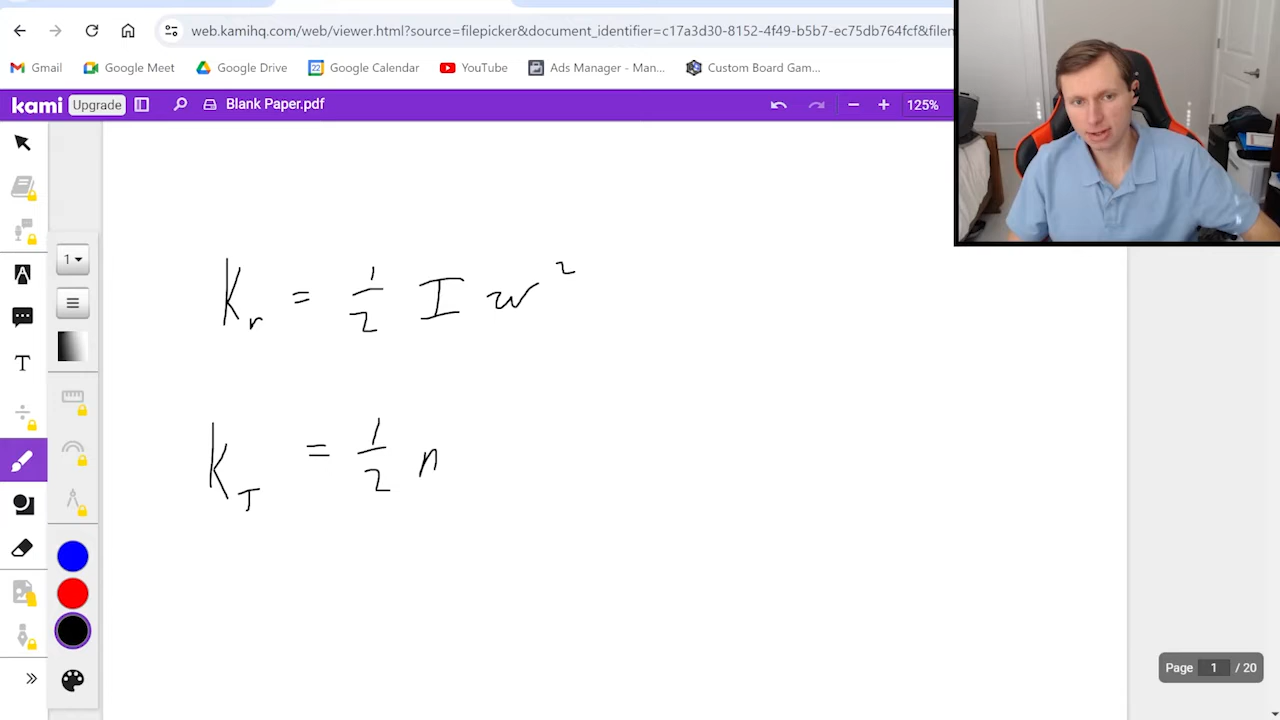 web.kamihq.com/web/viewer.html?source=filepicker&document_identifier=c17a3d30-8152-4f49-b5b7-ec75db764fcf&filen
Gmail Google Meet Google Drive 22 Google Calendar YouTube Ads Manager - Man... Custom Board Gam...
kami Upgrade Blank Paper.pdf 125%
1
A
T
K_r = 1/2 I w^2
K_T = 1/2 n
Page 1 / 20